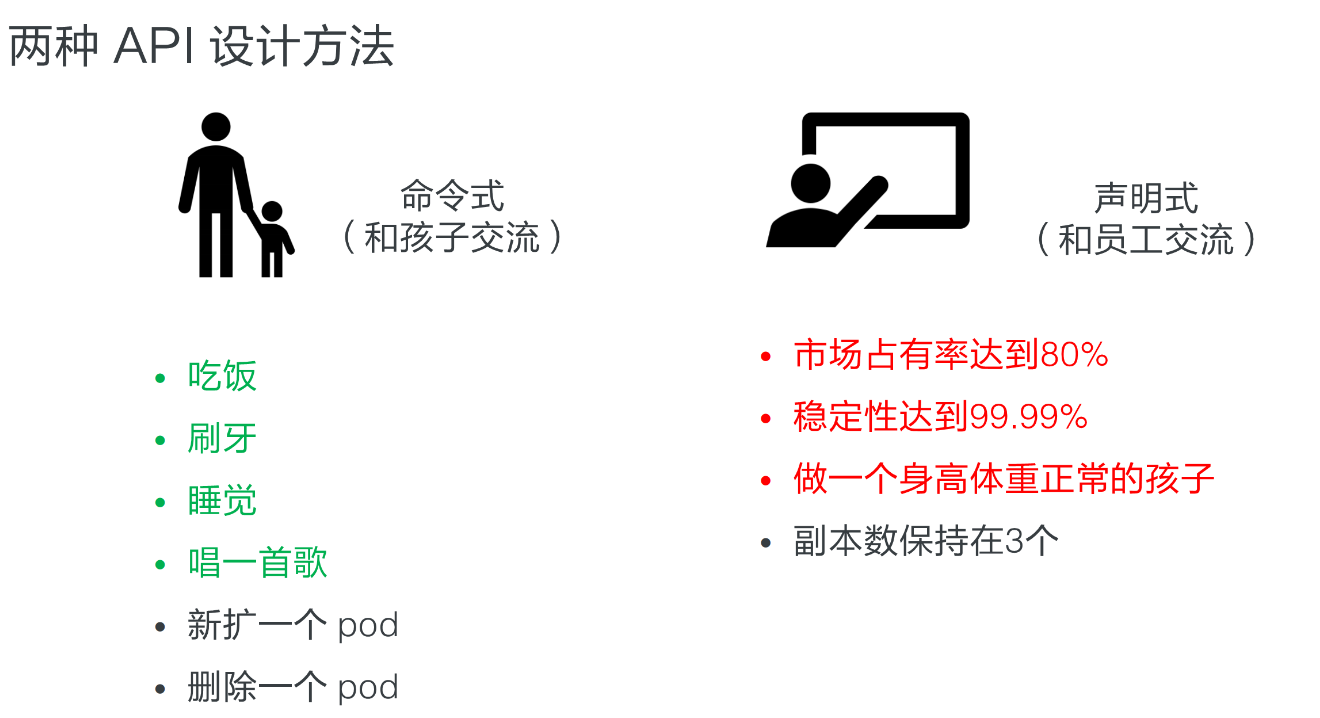 两种 API 设计方法
命令式
（和孩子交流）
• 吃饭
• 刷牙
• 睡觉
• 唱一首歌
• 新扩一个 pod
• 删除一个 pod
声明式
（和员工交流）
• 市场占有率达到80%
• 稳定性达到99.99%
• 做一个身高体重正常的孩子
• 副本数保持在3个